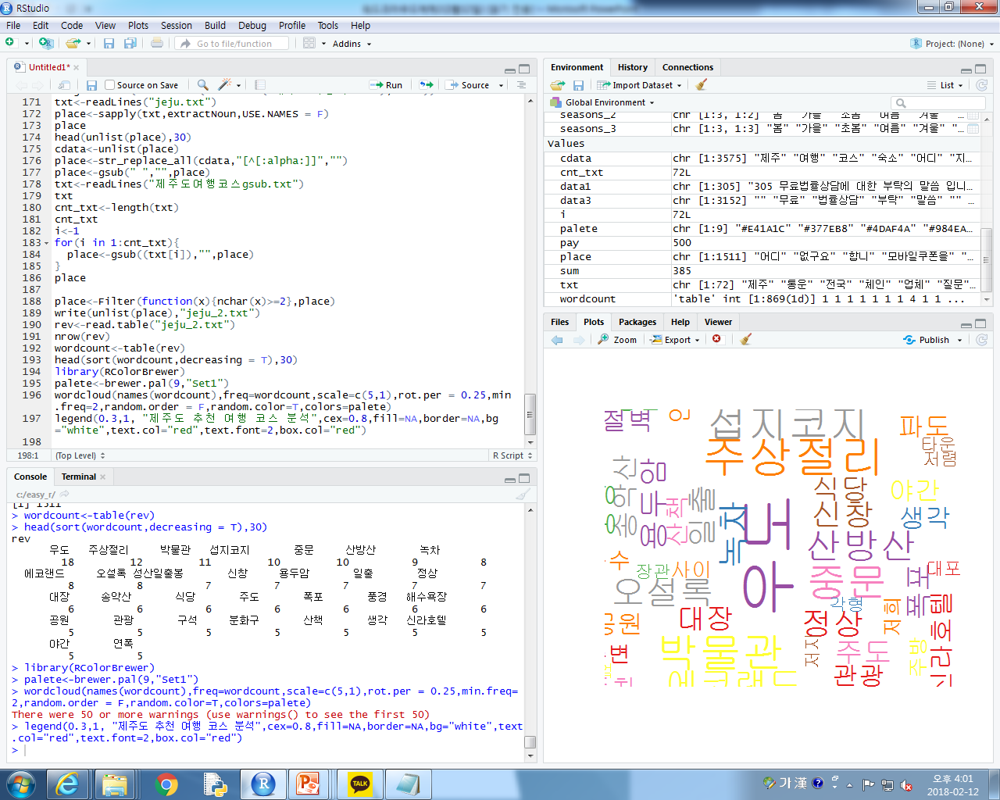 RStudio
File Edit Code View Plots Session Build Debug Profile Tools Help
Go to file/function Addins Project: (None)
Untitled1*
Source on Save Run Source
171 txt<-readLines("jeju.txt")
172 place<-sapply(txt,extractNoun,USE.NAMES = F)
173 place
174 head(unlist(place),30)
175 cdata<-unlist(place)
176 place<-str_replace_all(cdata,"[^[:alpha:]]","")
177 place<-gsub(" ","",place)
178 txt<-readLines("제주도여행코스gsub.txt")
179 txt
180 cnt_txt<-length(txt)
181 cnt_txt
182 i<-1
183 for(i in 1:cnt_txt){
184 place<-gsub((txt[i]),"",place)
185 }
186 place
187
188 place<-Filter(function(x){nchar(x)>=2},place)
189 write(unlist(place),"jeju_2.txt")
190 rev<-read.table("jeju_2.txt")
191 nrow(rev)
192 wordcount<-table(rev)
193 head(sort(wordcount,decreasing = T),30)
194 library(RColorBrewer)
195 palete<-brewer.pal(9,"Set1")
196 wordcloud(names(wordcount),freq=wordcount,scale=c(5,1),rot.per = 0.25,min
.freq=2,random.order = F,random.color=T,colors=palete)
197 legend(0.3,1, "제주도 추천 여행 코스 분석",cex=0.8,fill=NA,border=NA,bg
="white",text.col="red",text.font=2,box.col="red")
198
198:1 (Top Level) R Script
Console Terminal
c:/easy_r/
[1] 1511
> wordcount<-table(rev)
> head(sort(wordcount,decreasing = T),30)
rev
우도 주상절리 박물관 섭지코지 중문 산방산 녹차
18 12 11 10 10 9 8
에코랜드 오설록 성산일출봉 신창 용두암 일출 정상
8 8 7 7 7 7 7
대장 송악산 식당 주도 폭포 풍경 해수욕장
6 6 6 6 6 6 6
공원 관광 구석 분화구 산책 생각 신라호텔
5 5 5 5 5 5 5
야간 연폭
5 5
> library(RColorBrewer)
> palete<-brewer.pal(9,"Set1")
> wordcloud(names(wordcount),freq=wordcount,scale=c(5,1),rot.per = 0.25,min.freq=
2,random.order = F,random.color=T,colors=palete)
There were 50 or more warnings (use warnings() to see the first 50)
> legend(0.3,1, "제주도 추천 여행 코스 분석",cex=0.8,fill=NA,border=NA,bg="white",text
.col="red",text.font=2,box.col="red")
>
Environment History Connections
Import Dataset List
Global Environment
seasons_2 chr [1:3, 1:2] "봄" "가을" "초봄" "여름" "겨울" "...
seasons_3 chr [1:3, 1:3] "봄" "가을" "초봄" "여름" "겨울" "...
Values
cdata chr [1:3575] "제주" "여행" "코스" "숙소" "어디" "지...
cnt_txt 72L
data1 chr [1:305] "305 무료법률상담에 대한 부탁의 말씀 입니...
data3 chr [1:3152] "" "무료" "법률상담" "부탁" "말씀" "" ...
i 72L
palete chr [1:9] "#E41A1C" "#377EB8" "#4DAF4A" "#984EA...
pay 500
place chr [1:1511] "어디" "없구요" "합니" "모바일쿠폰을" "...
sum 385
txt chr [1:72] "제주" "통운" "전국" "체인" "업체" "질문"...
wordcount 'table' int [1:869(1d)] 1 1 1 1 1 1 1 4 1 1 ...
Files Plots Packages Help Viewer
Zoom Export Publish
절벽
섭지코지
파도
타운
저렴
주상절리
용두암
산책
일출
녹차
우도
식당
야간
신창
생각
산방산
수
장관
사이
중문
폭포
대포
오설록
각형
대장
정상
저희
신라호텔
원
면
박물관
저지
주도
주방
관광
에코랜드
TALK
가 漢
오후 4:01
2018-02-12